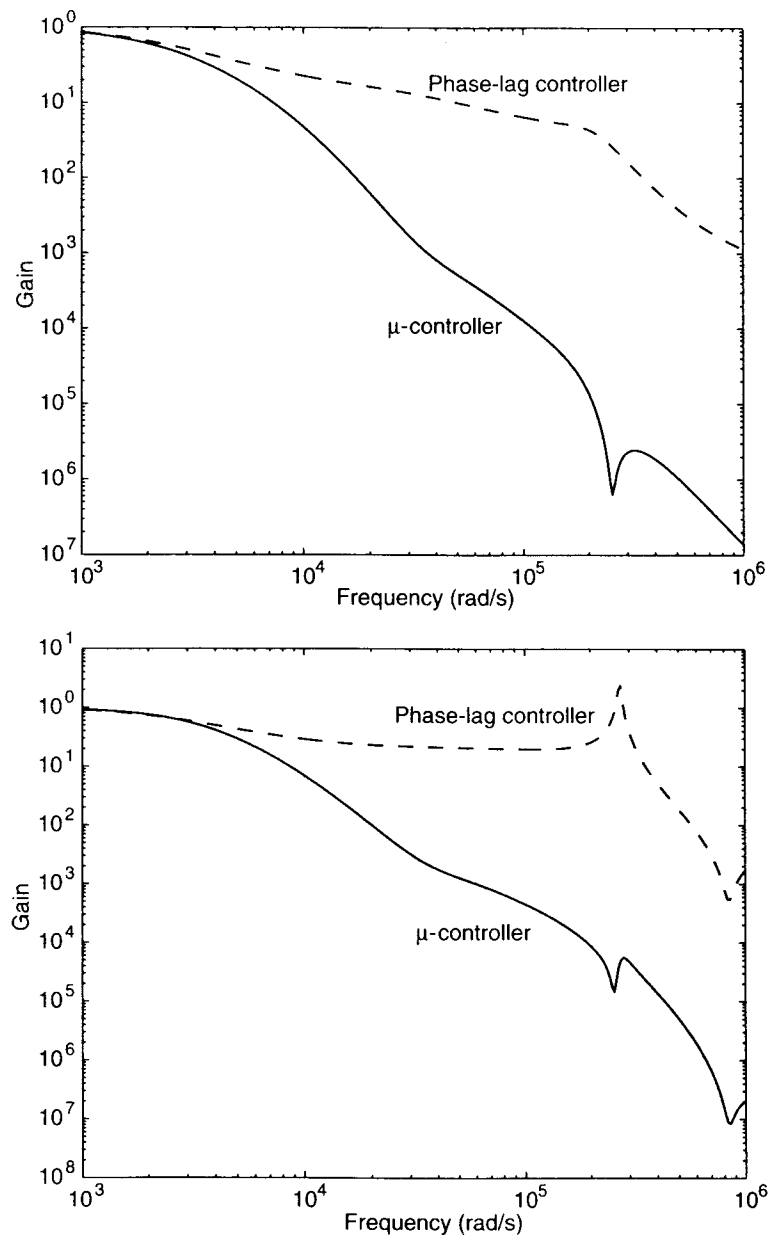 10^0
Phase-lag controller
10^1
10^2
10^3
Gain
μ-controller
10^4
10^5
10^6
10^7
10^3 10^4 10^5 10^6
Frequency (rad/s)
10^1
10^0
Phase-lag controller
10^1
10^2
10^3
Gain
μ-controller
10^4
10^5
10^6
10^7
10^8
10^3 10^4 10^5 10^6
Frequency (rad/s)